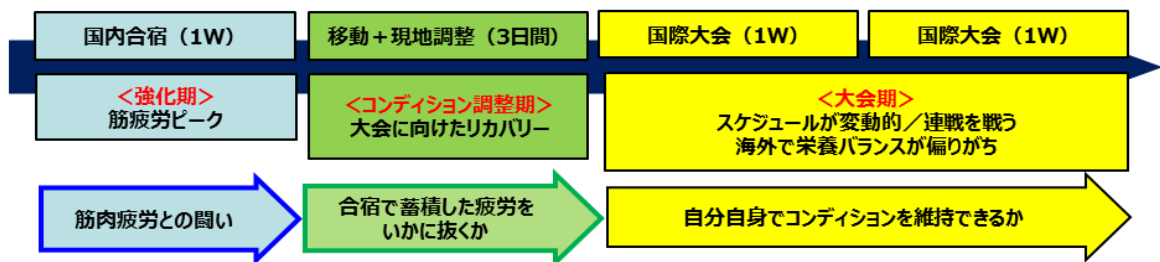 国内合宿（1W）
移動＋現地調整（3日間）
国際大会（1W）
国際大会（1W）
＜強化期＞
筋疲労ピーク
＜コンディション調整期＞
大会に向けたリカバリー
＜大会期＞
スケジュールが変動的／連戦を戦う
海外で栄養バランスが偏りがち
筋肉疲労との闘い
合宿で蓄積した疲労を
いかに抜くか
自分自身でコンディションを維持できるか